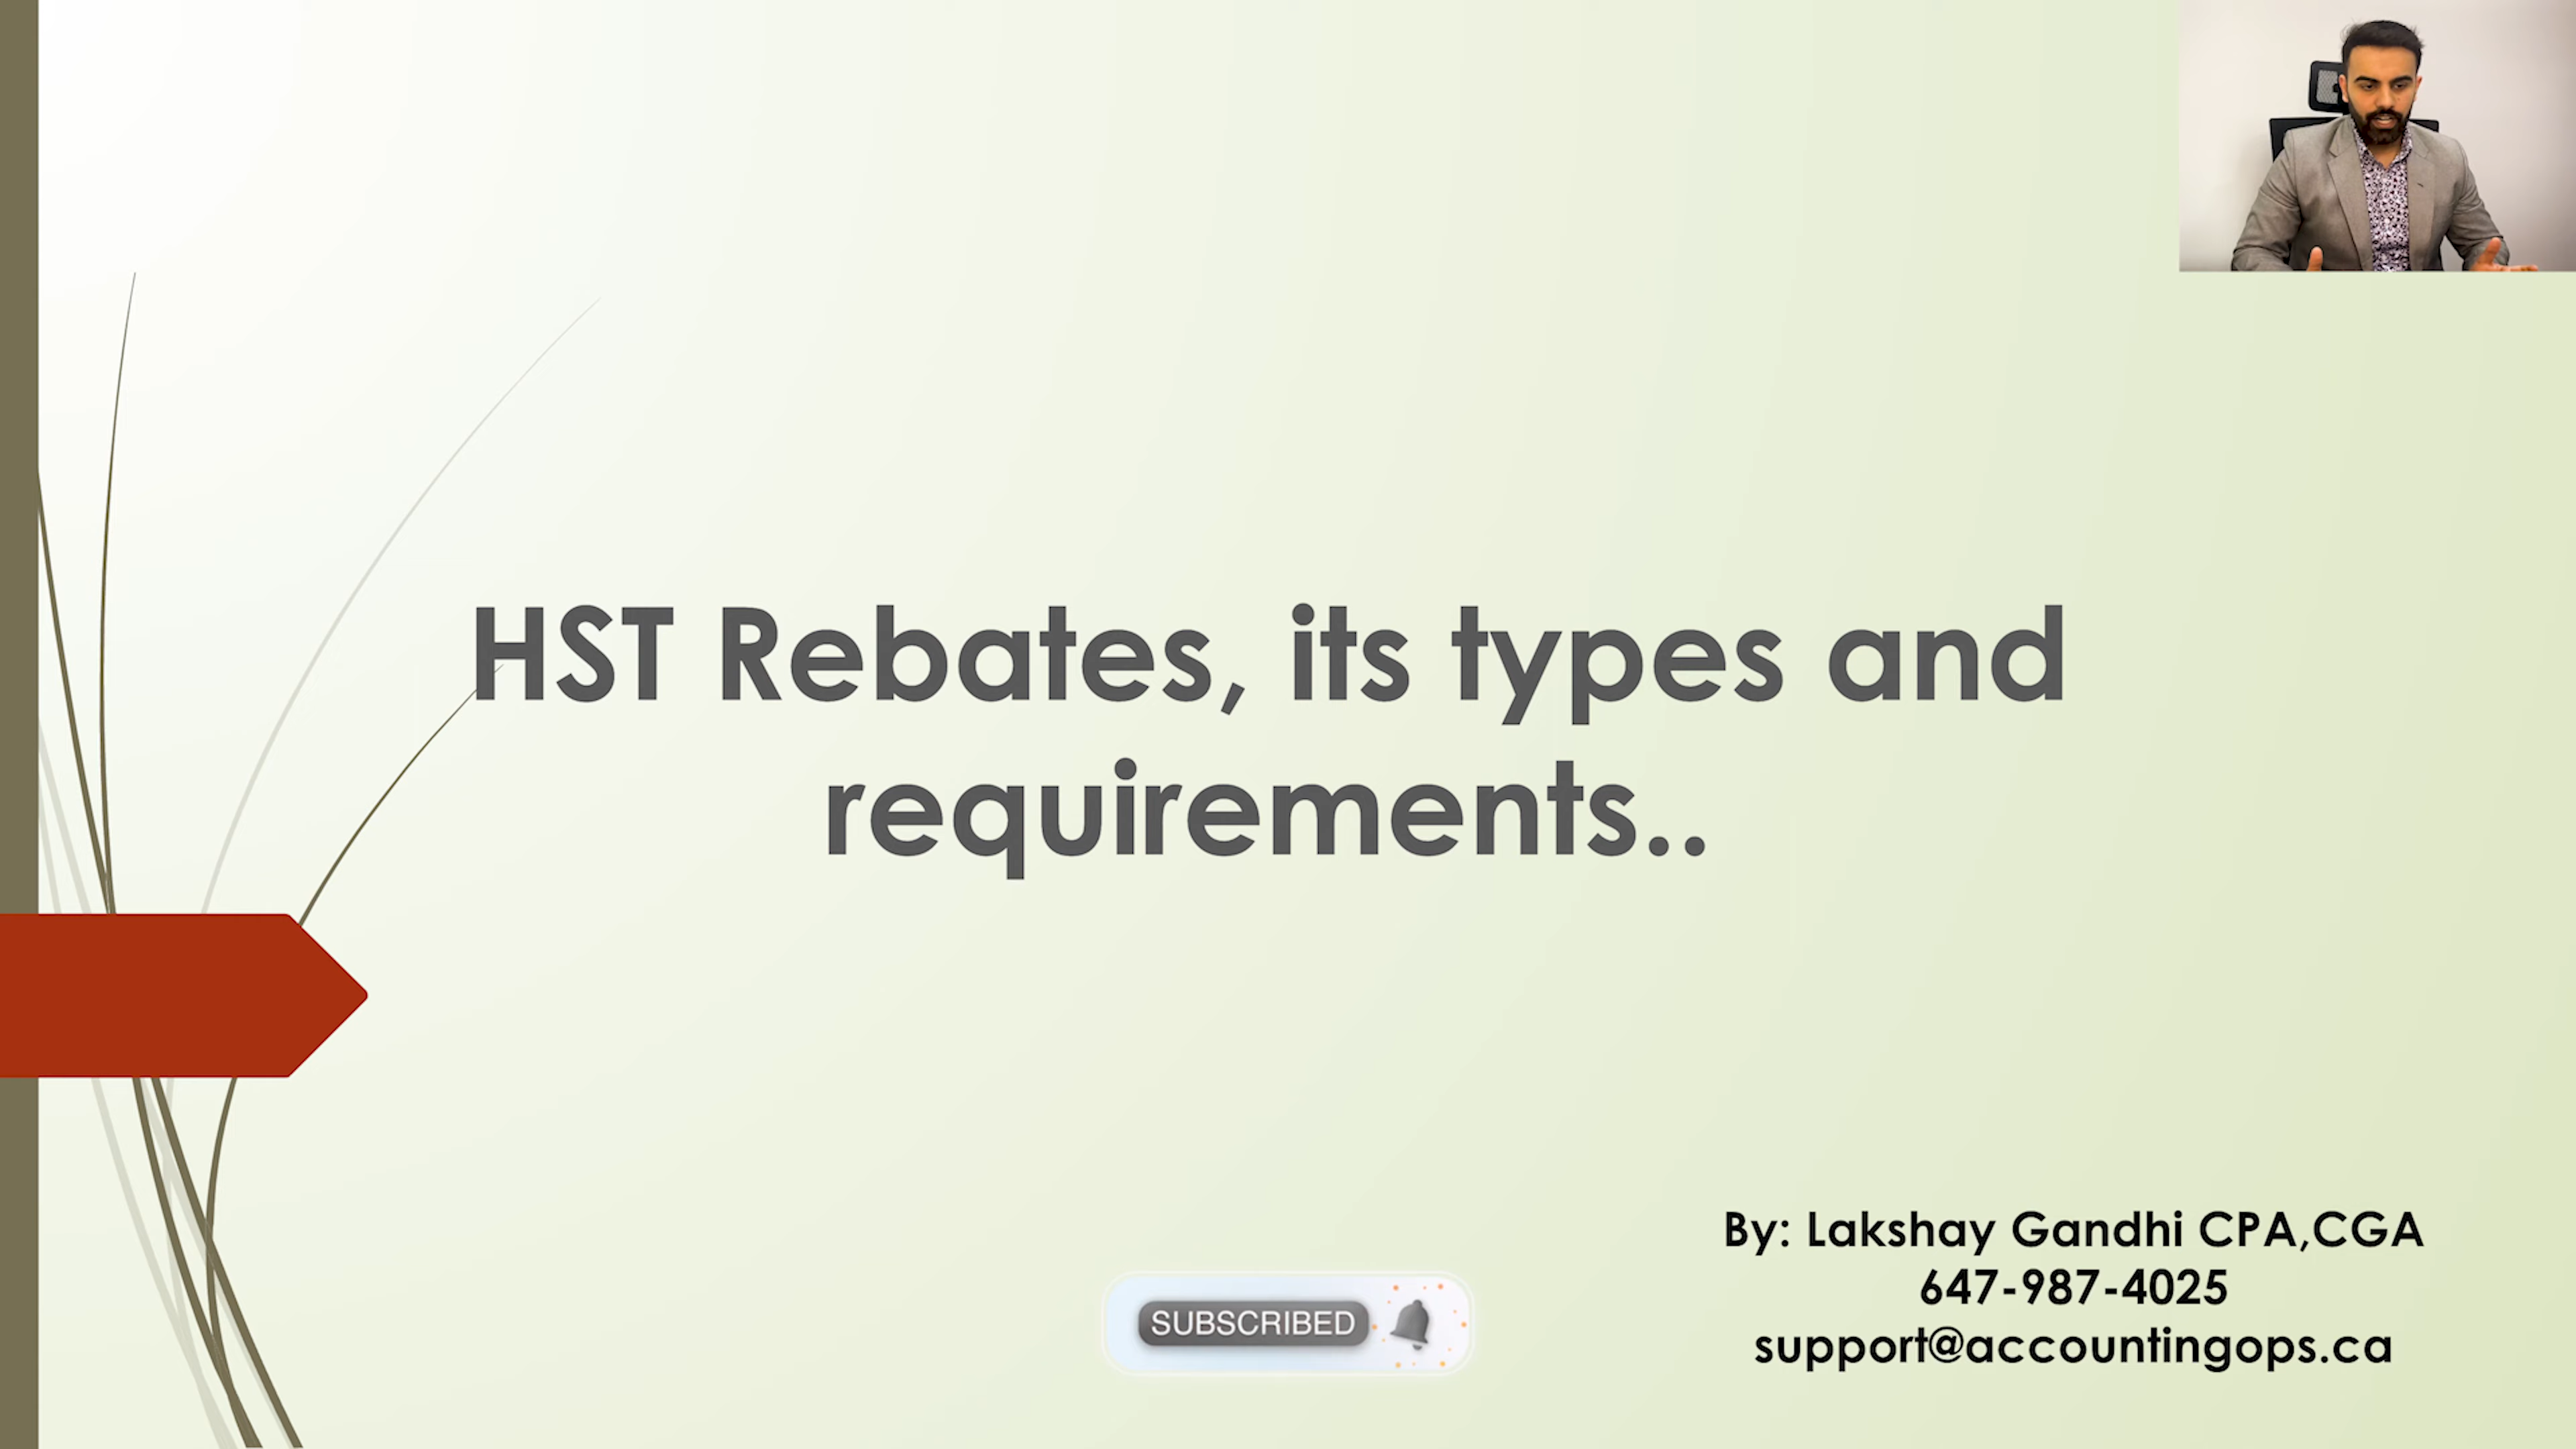 HST Rebates, its types and
requirements..
By: Lakshay Gandhi CPA,CGA
647-987-4025
support@accountingops.ca
SUBSCRIBED